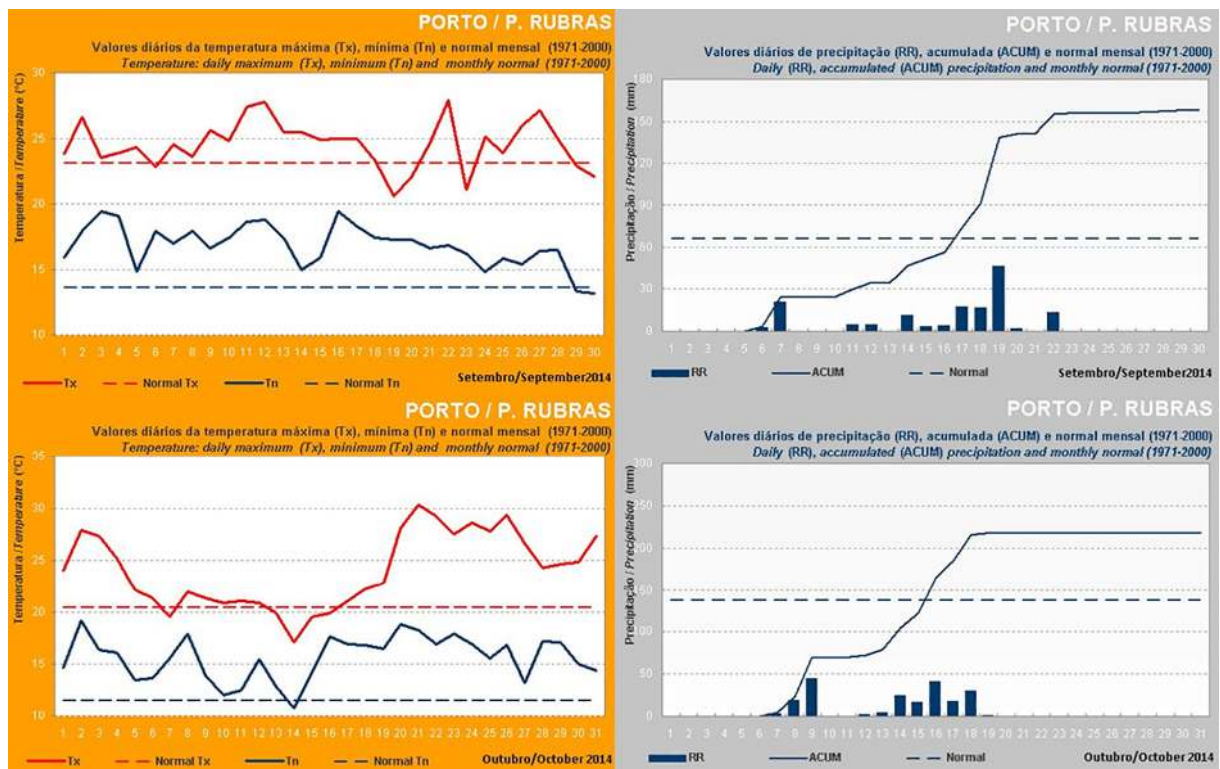 PORTO / P. RUBRAS
Valores diários da temperatura máxima (Tx), mínima (Tn) e normal mensal (1971-2000)
Temperature: daily maximum (Tx), minimum (Tn) and monthly normal (1971-2000)
Temperatura /Temperature (°C)
30
25
20
15
10
1 2 3 4 5 6 7 8 9 10 11 12 13 14 15 16 17 18 19 20 21 22 23 24 25 26 27 28 29 30
Tx Normal Tx Tn Normal Tn
Setembro/September2014
PORTO / P. RUBRAS
Valores diários de precipitação (RR), acumulada (ACUM) e normal mensal (1971-2000)
Daily (RR), accumulated (ACUM) precipitation and monthly normal (1971-2000)
Precipitação / Precipitation (mm)
180
150
120
90
60
30
0
1 2 3 4 5 6 7 8 9 10 11 12 13 14 15 16 17 18 19 20 21 22 23 24 25 26 27 28 29 30
RR ACUM Normal
Setembro/September 2014
PORTO / P. RUBRAS
Valores diários da temperatura máxima (Tx), mínima (Tn) e normal mensal (1971-2000)
Temperature: daily maximum (Tx), minimum (Tn) and monthly normal (1971-2000)
Temperatura /Temperature (°C)
35
30
25
20
15
10
1 2 3 4 5 6 7 8 9 10 11 12 13 14 15 16 17 18 19 20 21 22 23 24 25 26 27 28 29 30 31
Tx Normal Tx Tn Normal Tn
Outubro/October 2014
PORTO / P. RUBRAS
Valores diários de precipitação (RR), acumulada (ACUM) e normal mensal (1971-2000)
Daily (RR), accumulated (ACUM) precipitation and monthly normal (1971-2000)
Precipitação / Precipitation (mm)
300
250
200
150
100
50
0
1 2 3 4 5 6 7 8 9 10 11 12 13 14 15 16 17 18 19 20 21 22 23 24 25 26 27 28 29 30 31
RR ACUM Normal
Outubro/October 2014